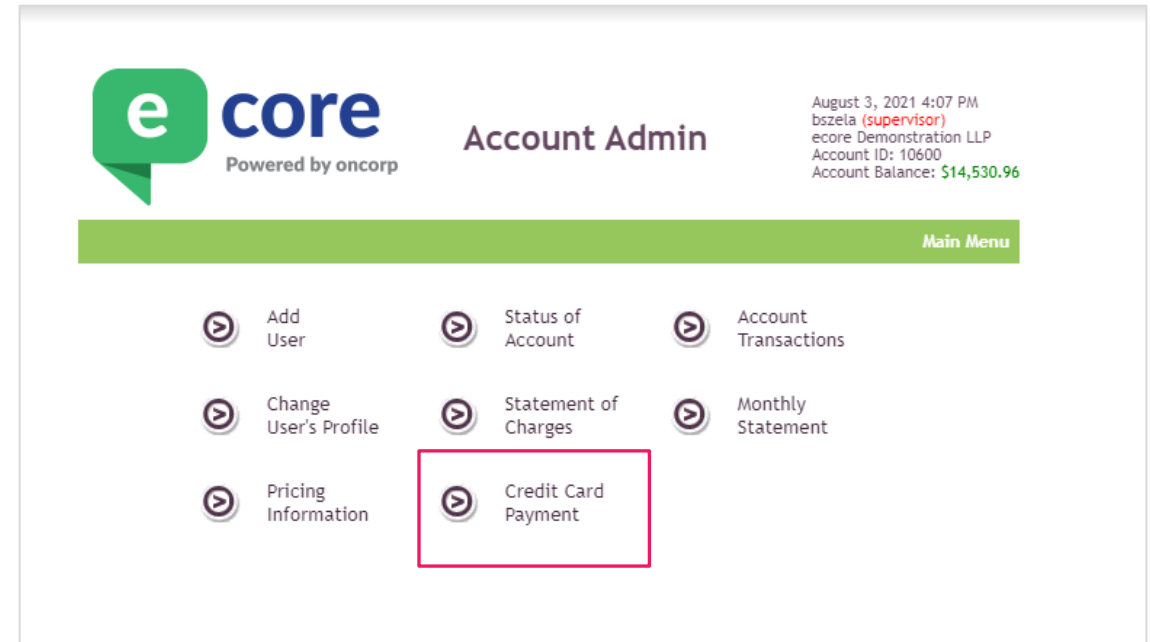 e core
Powered by oncorp
Account Admin
August 3, 2021 4:07 PM
bszela (supervisor)
ecore Demonstration LLP
Account ID: 10600
Account Balance: $14,530.96
Main Menu
Add
User
Status of
Account
Account
Transactions
Change
User's Profile
Statement of
Charges
Monthly
Statement
Pricing
Information
Credit Card
Payment